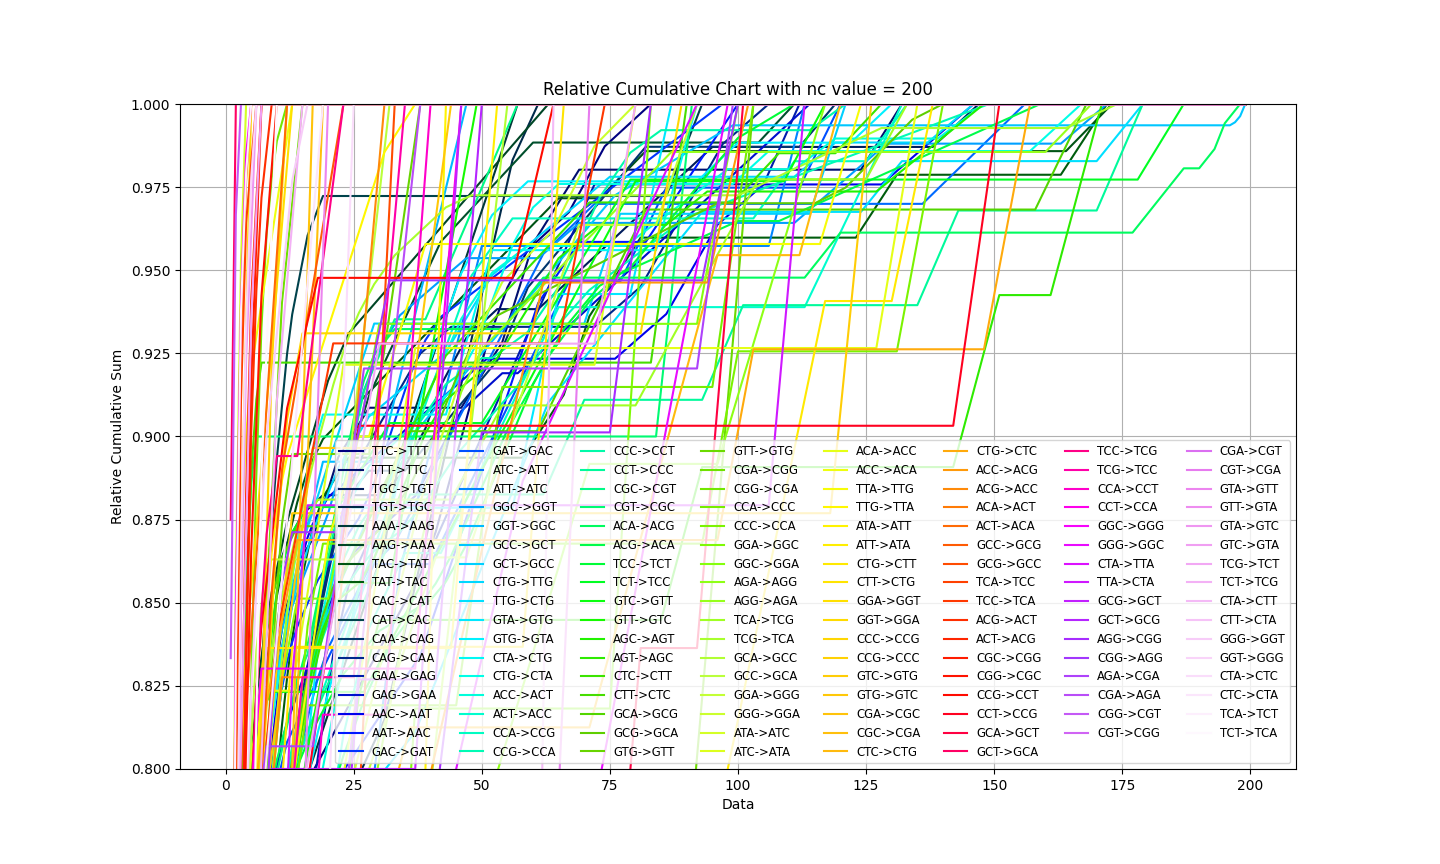 Relative Cumulative Chart with nc value = 200
1.000
0.975
0.950
0.925
0.900
0.875
0.850
0.825
0.800
Relative Cumulative Sum
TTC->TTT GAT->GAC CCC->CCT GTT->GTG ACA->ACC CTG->CTC TCC->TCG CGA->CGT
TTT->TTC ATC->ATT CCT->CCC CGA->CGG ACC->ACA ACC->ACG TCG->TCC CGT->CGA
TGC->TGT ATT->ATC CGC->CGT CGG->CGA TTA->TTG ACG->ACC CCA->CCT GTA->GTT
TGT->TGC GGC->GGT CGT->CGC CCA->CCC TTG->TTA ACA->ACT CCT->CCA GTT->GTA
AAA->AAG GGT->GGC ACA->ACG CCC->CCA ATA->ATT ACT->ACA GGC->GGG GTA->GTC
AAG->AAA GCC->GCT ACG->ACA GGA->GGC ATT->ATA GCC->GCG GGG->GGC GTC->GTA
TAC->TAT GCT->GCC TCC->TCT GGC->GGA CTG->CTT GCG->GCC CTA->TTA TCG->TCT
TAT->TAC CTG->TTG TCT->TCC AGA->AGG CTT->CTG TCA->TCC TTA->CTA TCT->TCG
CAC->CAT TTG->CTG GTC->GTT AGG->AGA GGA->GGT TCC->TCA GCG->GCT CTA->CTT
CAT->CAC GTA->GTG GTT->GTC TCA->TCG GGT->GGA ACG->ACT GCT->GCG CTT->CTA
CAA->CAG GTG->GTA AGC->AGT TCG->TCA CCC->CCG ACT->ACG AGG->CGG GGG->GGT
CAG->CAA CTA->CTG AGT->AGC GCA->GCC CCG->CCC CGC->CGG CGG->AGG GGT->GGG
GAA->GAG CTG->CTA CTC->CTT GCC->GCA GTC->GTG CGG->CGC AGA->CGA CTA->CTC
GAG->GAA ACC->ACT CTT->CTC GGA->GGG GTG->GTC CCG->CCT CGA->AGA CTC->CTA
AAC->AAT ACT->ACC GCA->GCG GGG->GGA CGA->CGC CCT->CCG CGG->CGT TCA->TCT
AAT->AAC CCA->CCG GCG->GCA ATA->ATC CGC->CGA GCA->GCT CGT->CGG TCT->TCA
GAC->GAT CCG->CCA GTG->GTT ATC->ATA CTC->CTG GCT->GCA
0 25 50 75 100 125 150 175 200
Data